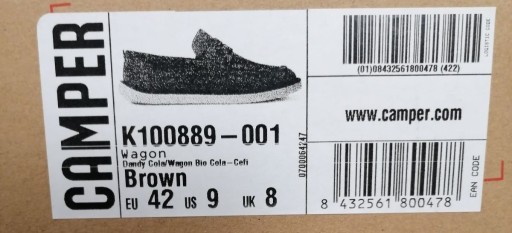 CAMPER
K100889-001
Wagon
Dandy Cola/Wagon Bio Cola-Cefi
Brown
EU 42 US 9 UK 8
0700064247
(01)08432561800478 (422)
www.camper.com
EAN CODE
8 432561 800478